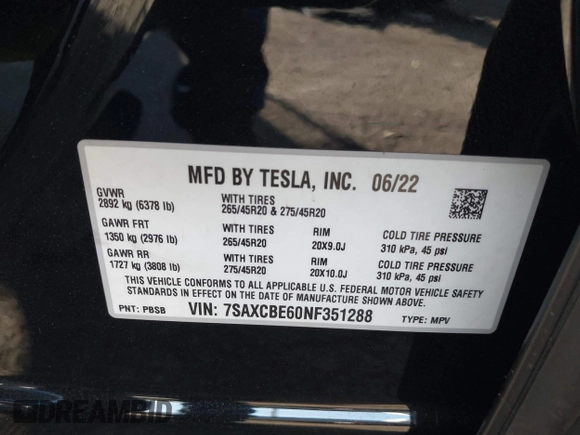 MFD BY TESLA, INC. 06/22
GVWR
2892 kg (6378 lb)
WITH TIRES
265/45R20 & 275/45R20
GAWR FRT
1350 kg (2976 lb)
WITH TIRES
265/45R20
RIM
20X9.0J
COLD TIRE PRESSURE
310 kPa, 45 psi
GAWR RR
1727 kg (3808 lb)
WITH TIRES
275/45R20
RIM
20X10.0J
COLD TIRE PRESSURE
310 kPa, 45 psi
THIS VEHICLE CONFORMS TO ALL APPLICABLE U.S. FEDERAL MOTOR VEHICLE SAFETY
STANDARDS IN EFFECT ON THE DATE OF MANUFACTURE SHOWN ABOVE.
PNT: PBSB VIN: 7SAXCBE60NF351288 TYPE: MPV
DREAMBID